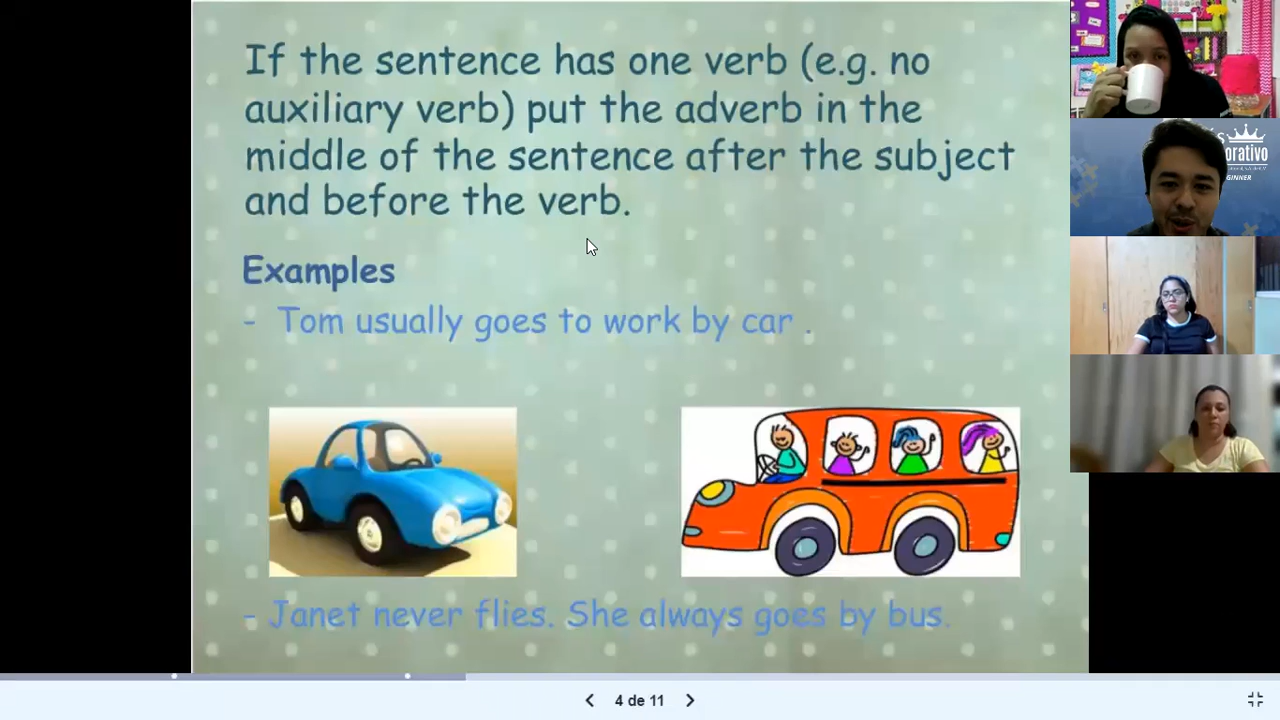 If the sentence has one verb (e.g. no
auxiliary verb) put the adverb in the
middle of the sentence after the subject
and before the verb.
Examples
- Tom usually goes to work by car .
- Janet never flies. She always goes by bus.
4 de 11